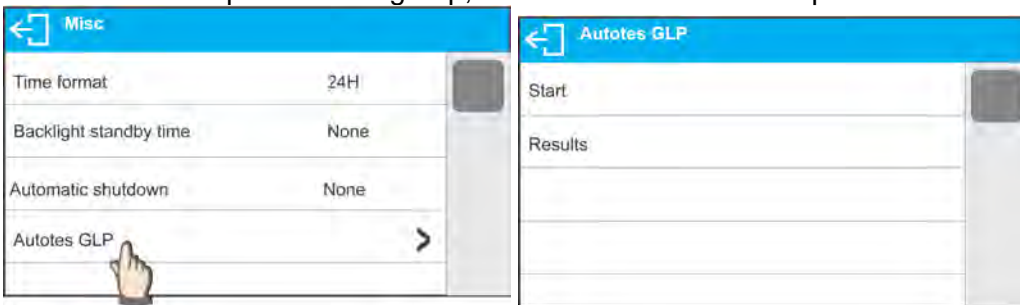 Misc
Time format 24H
Backlight standby time None
Automatic shutdown None
Autotes GLP >
Autotes GLP
Start
Results